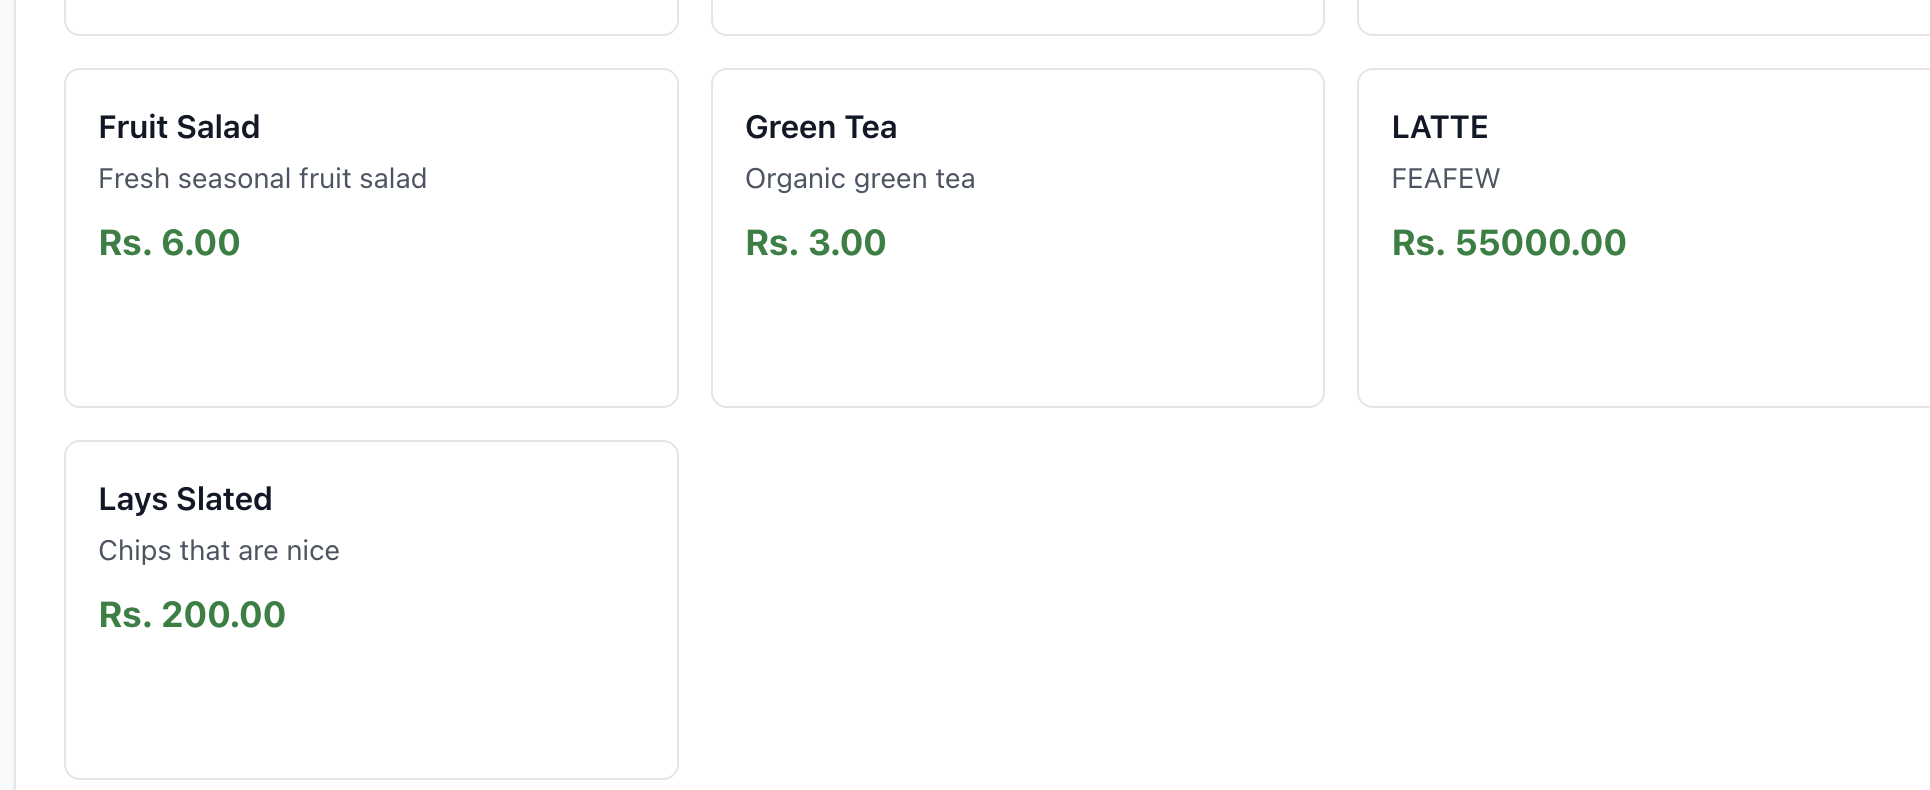 Fruit Salad
Fresh seasonal fruit salad
Rs. 6.00
Green Tea
Organic green tea
Rs. 3.00
LATTE
FEAFEW
Rs. 55000.00
Lays Slated
Chips that are nice
Rs. 200.00